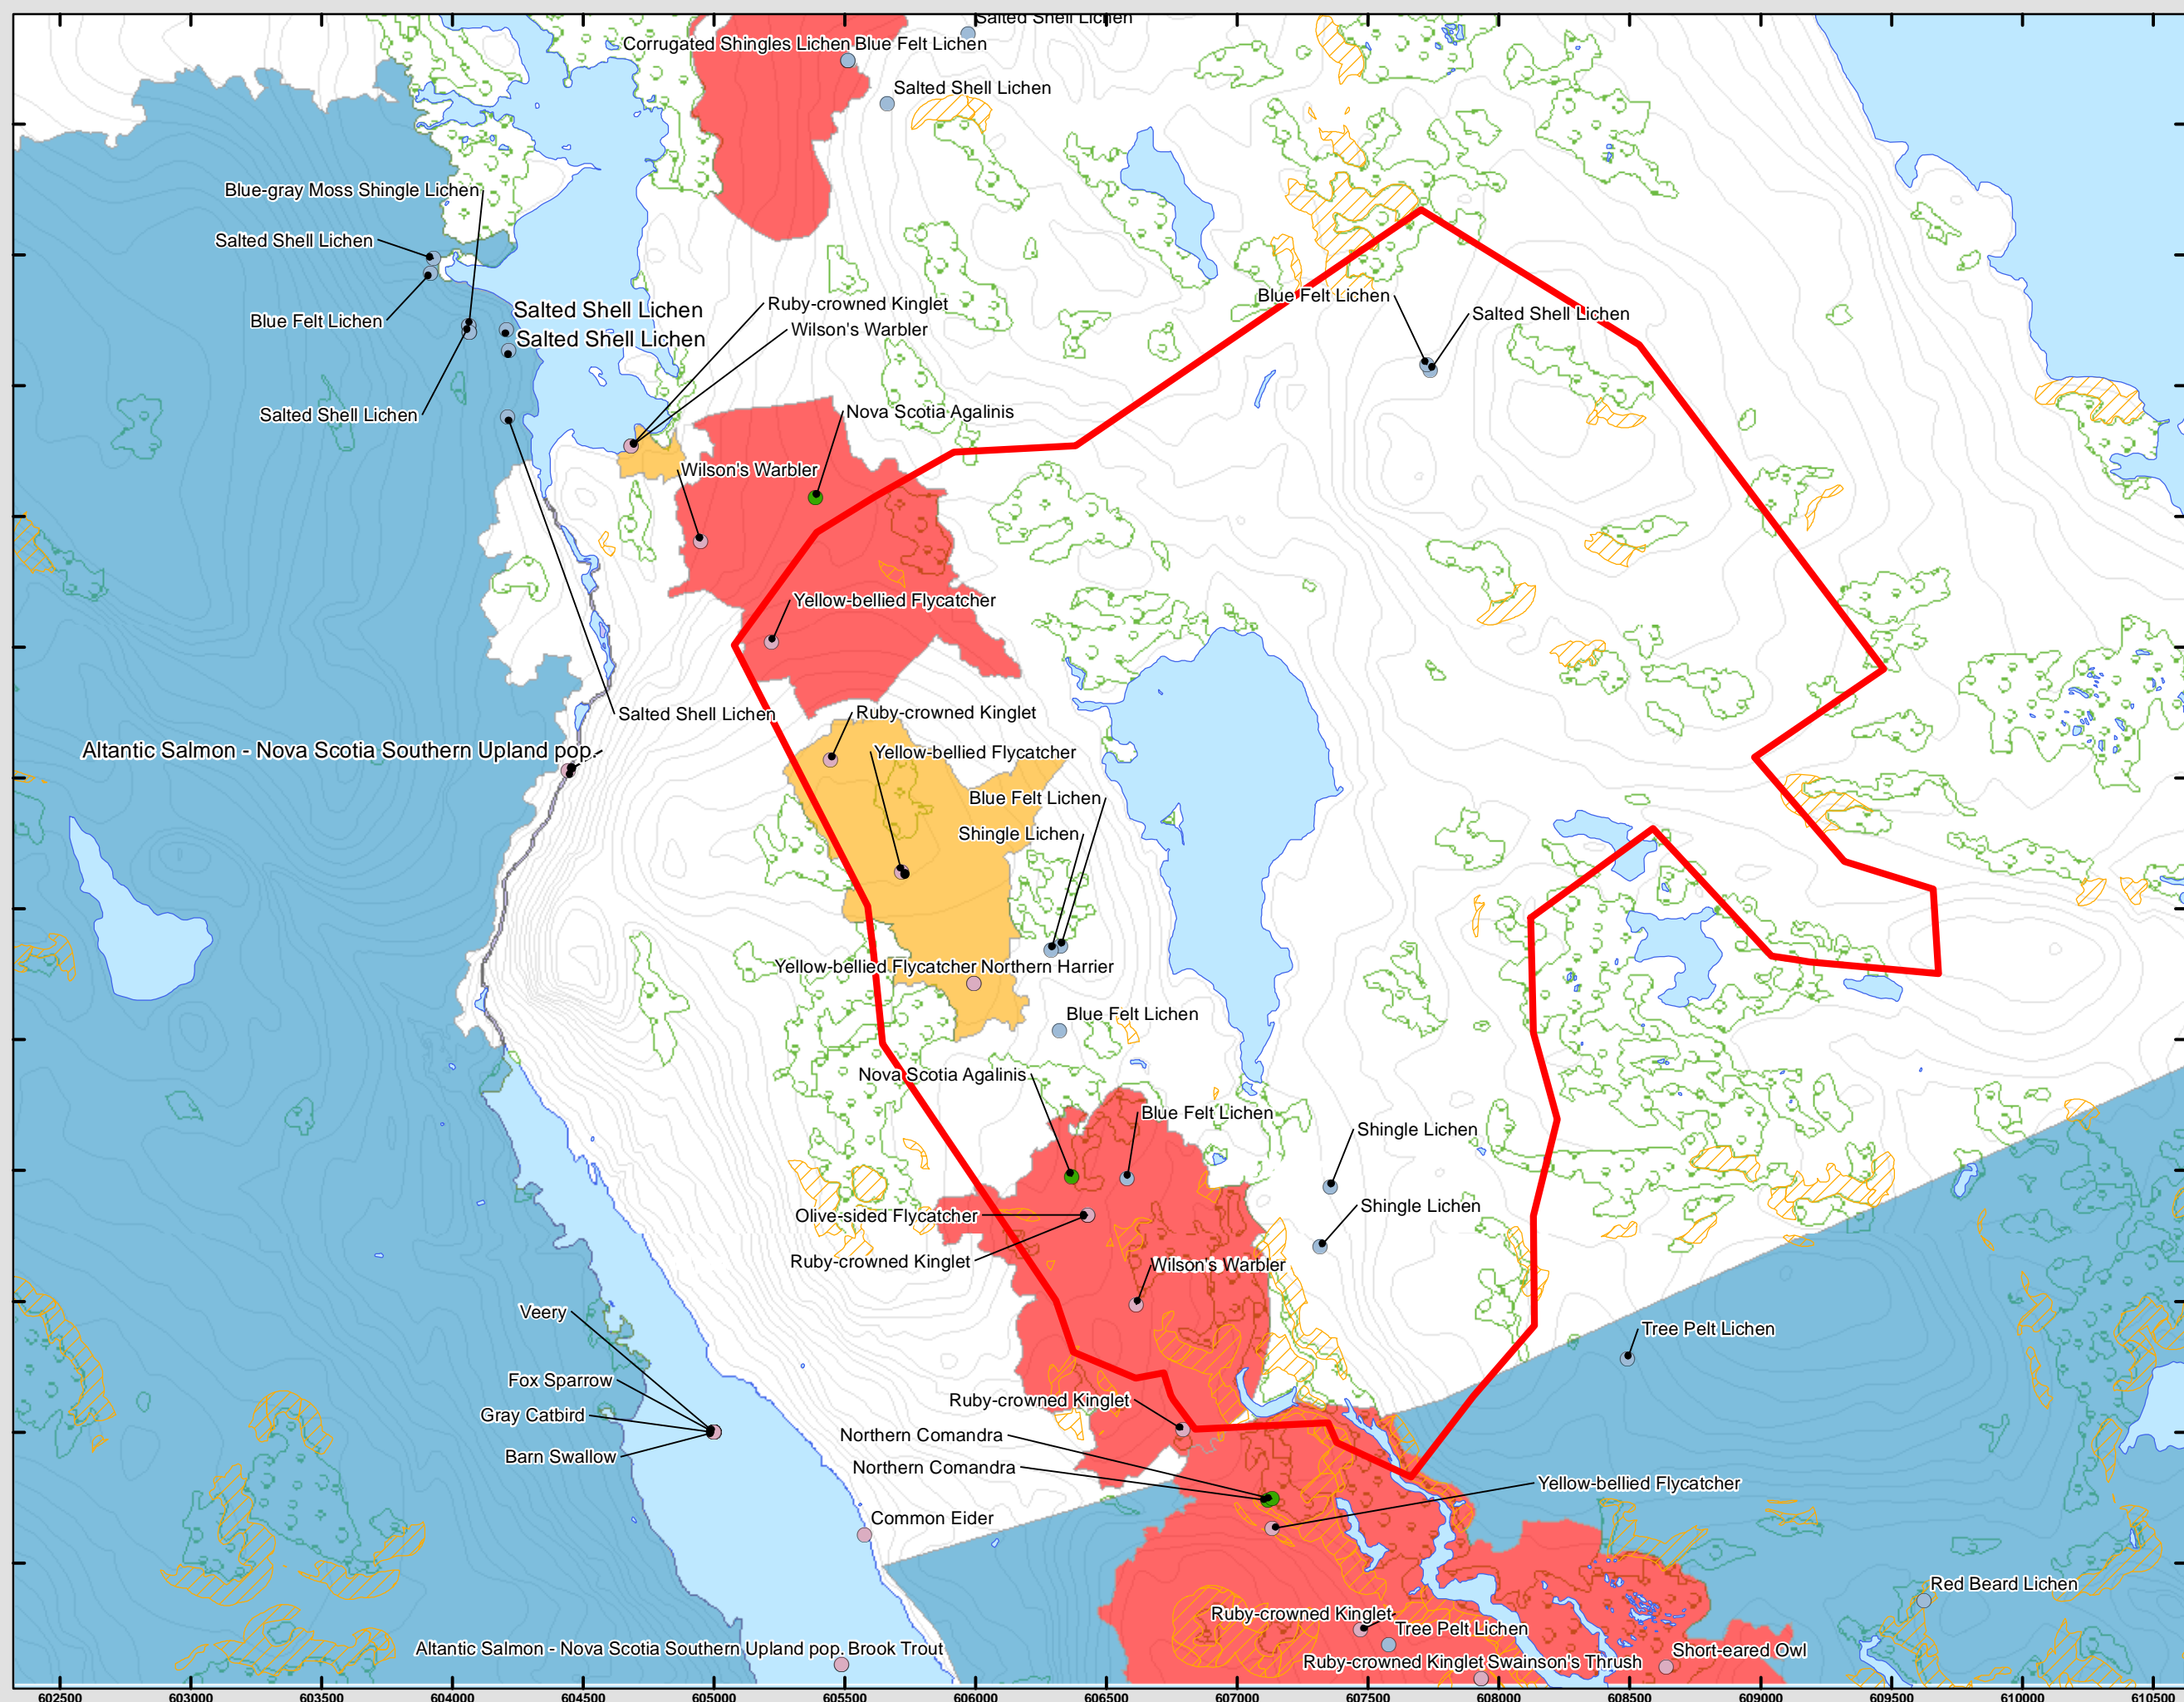 Salted Shell Lichen
Corrugated Shingles Lichen Blue Felt Lichen
Salted Shell Lichen
Blue-gray Moss Shingle Lichen
Salted Shell Lichen
Blue Felt Lichen
Salted Shell Lichen
Salted Shell Lichen
Salted Shell Lichen
Ruby-crowned Kinglet
Wilson's Warbler
Blue Felt Lichen
Salted Shell Lichen
Nova Scotia Agalinis
Wilson's Warbler
Yellow-bellied Flycatcher
Salted Shell Lichen
Ruby-crowned Kinglet
Altantic Salmon - Nova Scotia Southern Upland pop.
Yellow-bellied Flycatcher
Blue Felt Lichen
Shingle Lichen
Yellow-bellied Flycatcher Northern Harrier
Blue Felt Lichen
Nova Scotia Agalinis
Blue Felt Lichen
Shingle Lichen
Shingle Lichen
Olive-sided Flycatcher
Ruby-crowned Kinglet
Wilson's Warbler
Veery
Tree Pelt Lichen
Fox Sparrow
Ruby-crowned Kinglet
Gray Catbird
Northern Comandra
Barn Swallow
Northern Comandra
Yellow-bellied Flycatcher
Common Eider
Red Beard Lichen
Ruby-crowned Kinglet
Tree Pelt Lichen
Altantic Salmon - Nova Scotia Southern Upland pop. Brook Trout
Short-eared Owl
Ruby-crowned Kinglet Swainson's Thrush
602500 603000 603500 604000 604500 605000 605500 606000 606500 607000 607500 608000 608500 609000 609500 610000 61050